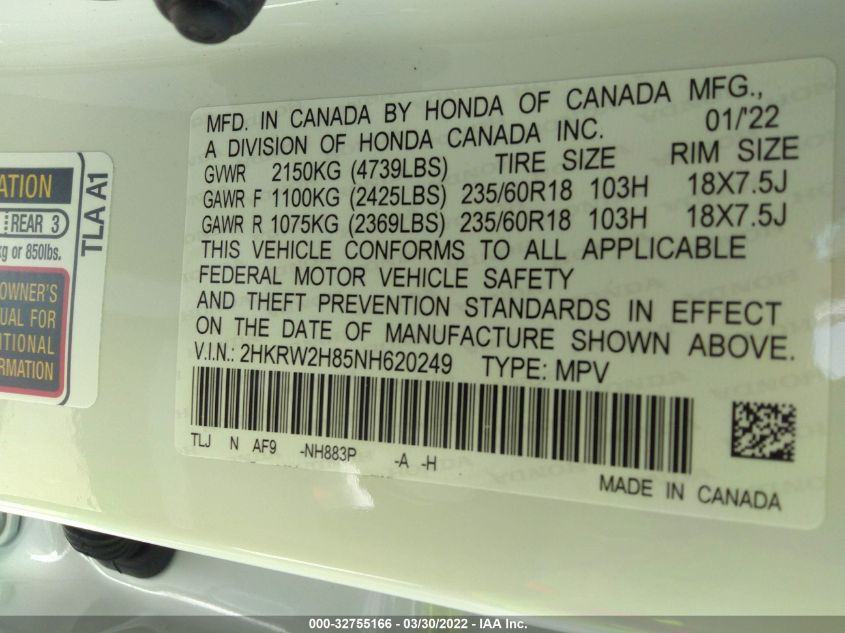 MFD. IN CANADA BY HONDA OF CANADA MFG.,
A DIVISION OF HONDA CANADA INC. 01/'22
GVWR 2150KG (4739LBS) TIRE SIZE RIM SIZE
GAWR F 1100KG (2425LBS) 235/60R18 103H 18X7.5J
GAWR R 1075KG (2369LBS) 235/60R18 103H 18X7.5J
THIS VEHICLE CONFORMS TO ALL APPLICABLE
FEDERAL MOTOR VEHICLE SAFETY
AND THEFT PREVENTION STANDARDS IN EFFECT
ON THE DATE OF MANUFACTURE SHOWN ABOVE.
V.I.N.: 2HKRW2H85NH620249 TYPE: MPV
TLJ N AF9 -NH883P -A -H
MADE IN CANADA
REAR 3
kg or 850lbs.
OWNER'S
FOR
TLA A1
000-32755166 - 03/30/2022 - IAA Inc.